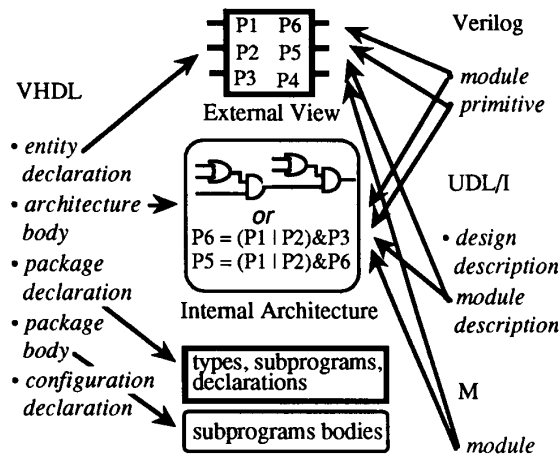 P1 P6
P2 P5
P3 P4
External View
VHDL
• entity
declaration
• architecture
body
• package
declaration
• package
body
• configuration
declaration
or
P6 = (P1 | P2)&P3
P5 = (P1 | P2)&P6
Internal Architecture
types, subprograms,
declarations
subprograms bodies
Verilog
module
primitive
UDL/I
• design
description
module
description
M
module